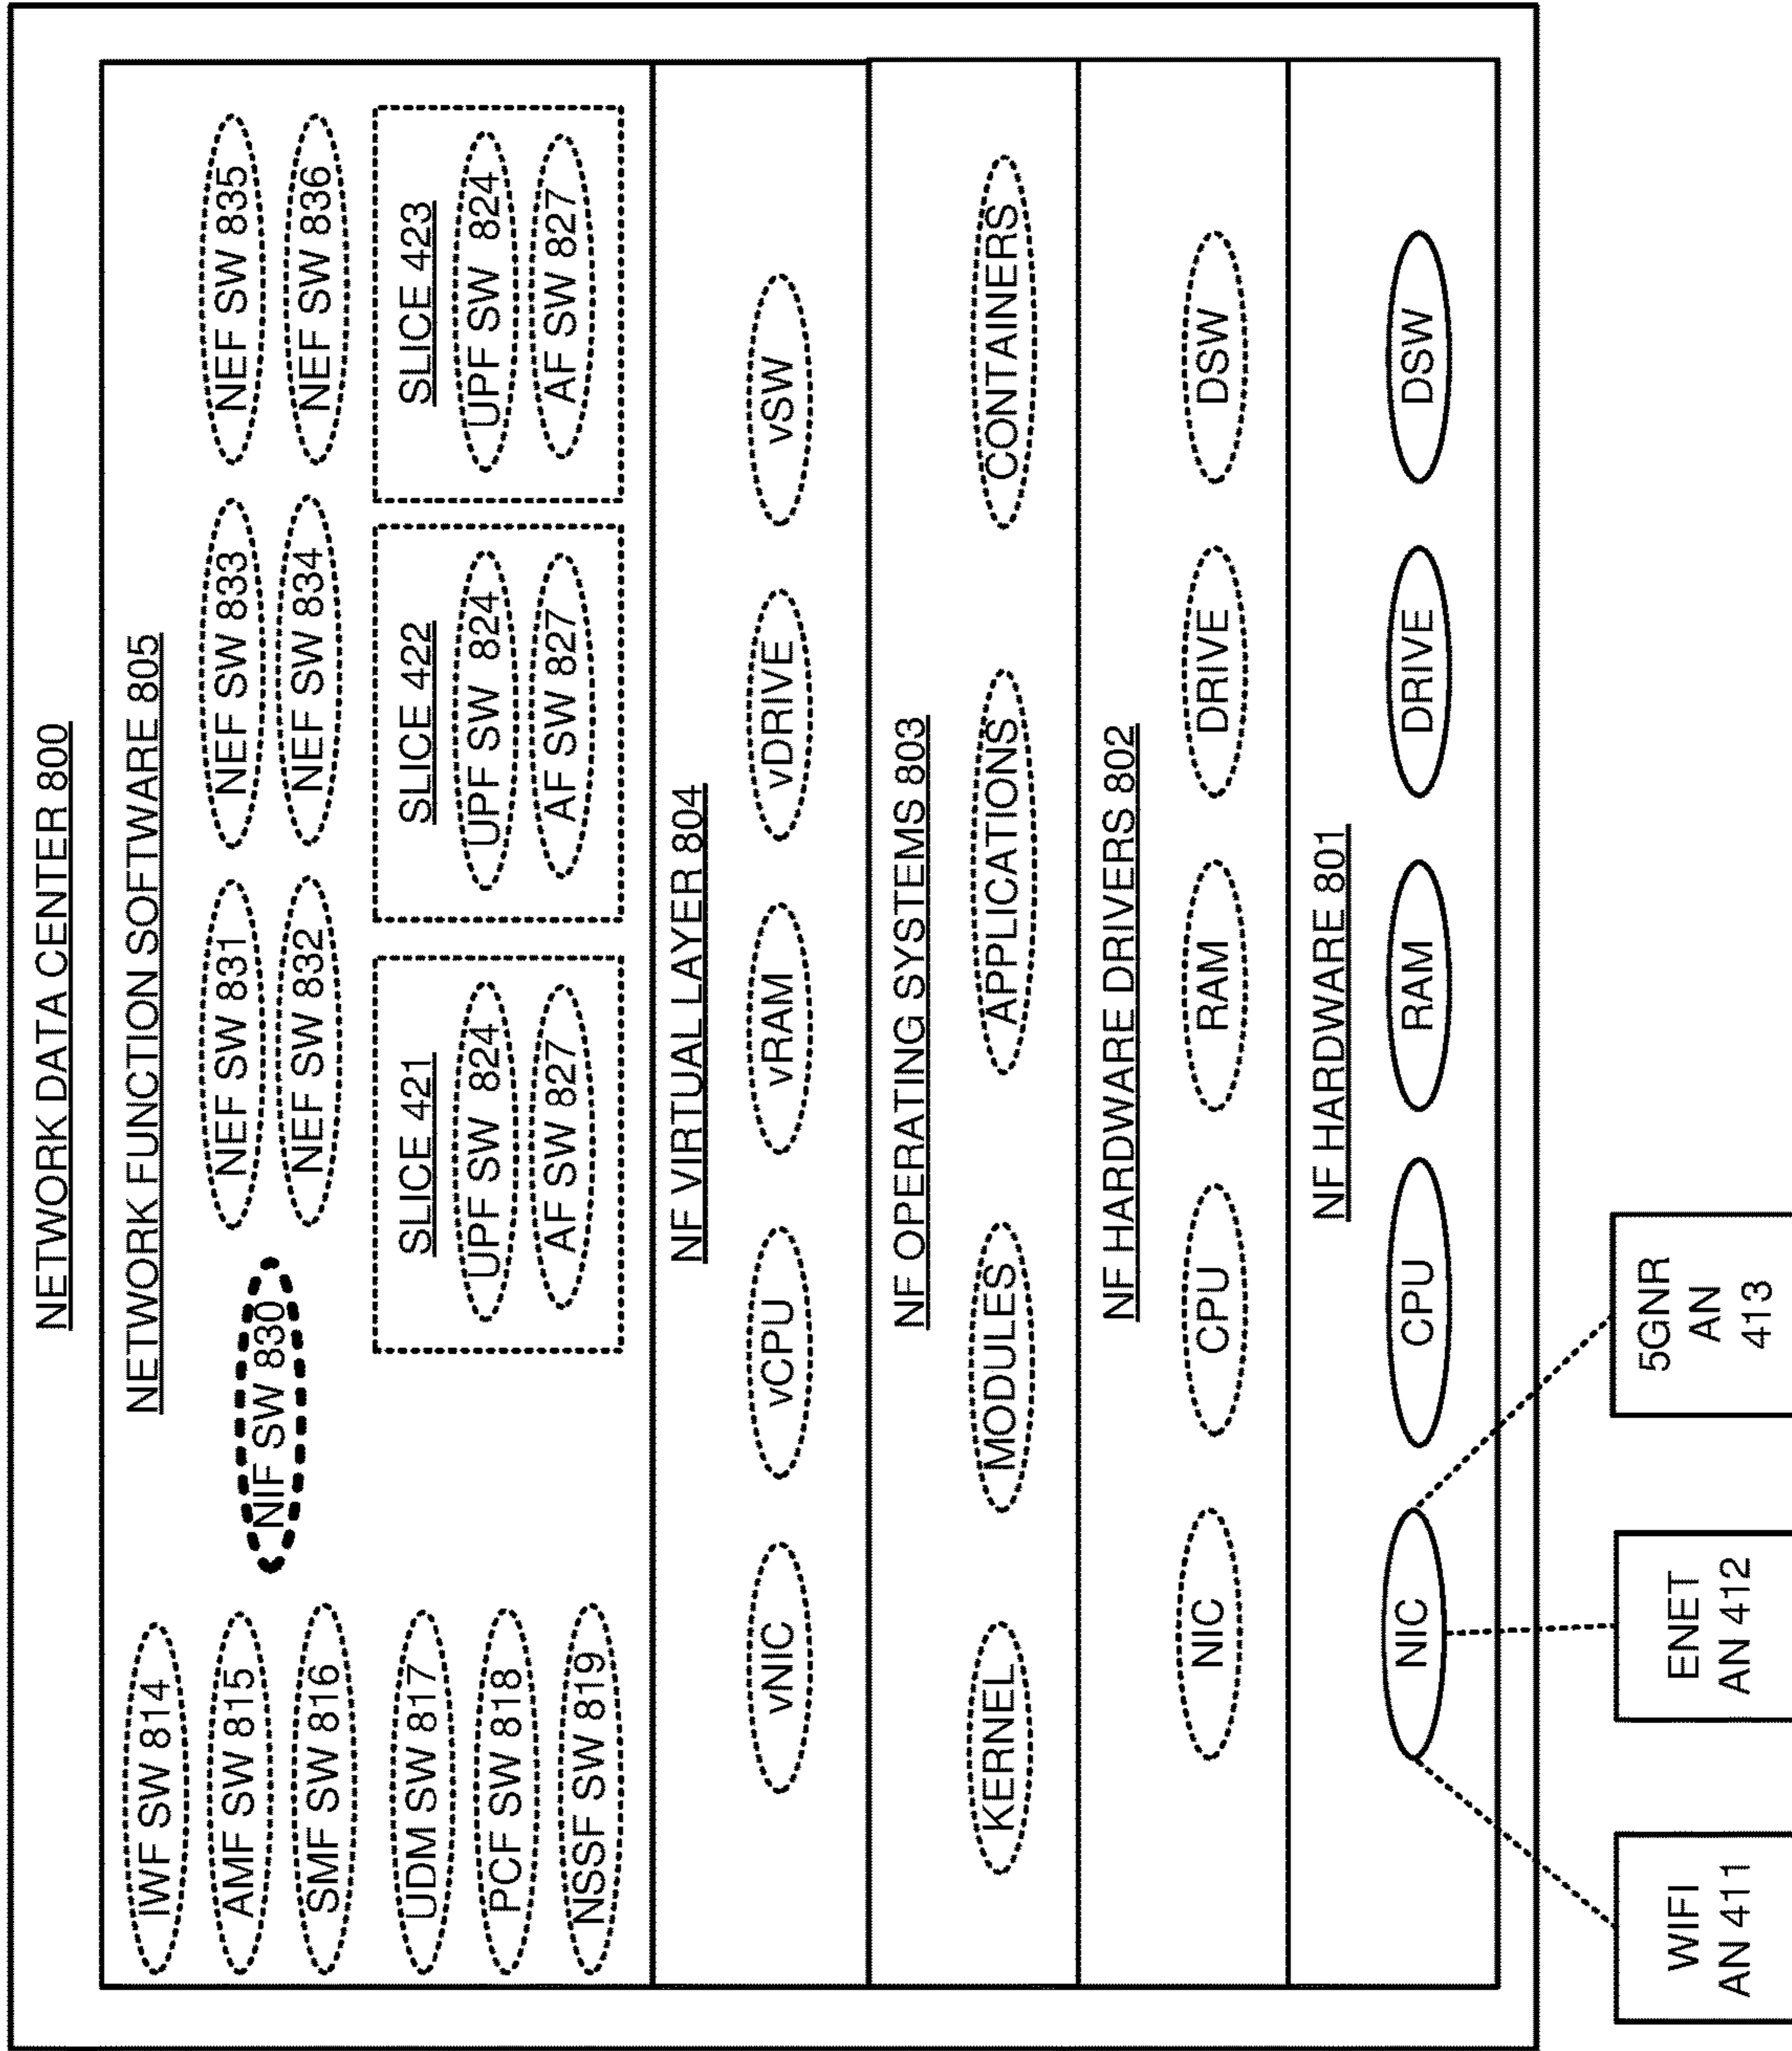 NETWORK DATA CENTER 800
NETWORK FUNCTION SOFTWARE 805
IWF SW 814
AMF SW 815
SMF SW 816
UDM SW 817
PCF SW 818
NSSF SW 819
NIF SW 830
NEF SW 831
NEF SW 832
NEF SW 833
NEF SW 834
NEF SW 835
NEF SW 836
SLICE 421
UPF SW 824
AF SW 827
SLICE 422
UPF SW 824
AF SW 827
SLICE 423
UPF SW 824
AF SW 827
NF VIRTUAL LAYER 804
vNIC
vCPU
vRAM
vDRIVE
vSW
NF OPERATING SYSTEMS 803
KERNEL
MODULES
APPLICATIONS
CONTAINERS
NF HARDWARE DRIVERS 802
NIC
CPU
RAM
DRIVE
DSW
NF HARDWARE 801
NIC
CPU
RAM
DRIVE
DSW
WIFI
AN 411
ENET
AN 412
5GNR
AN
413